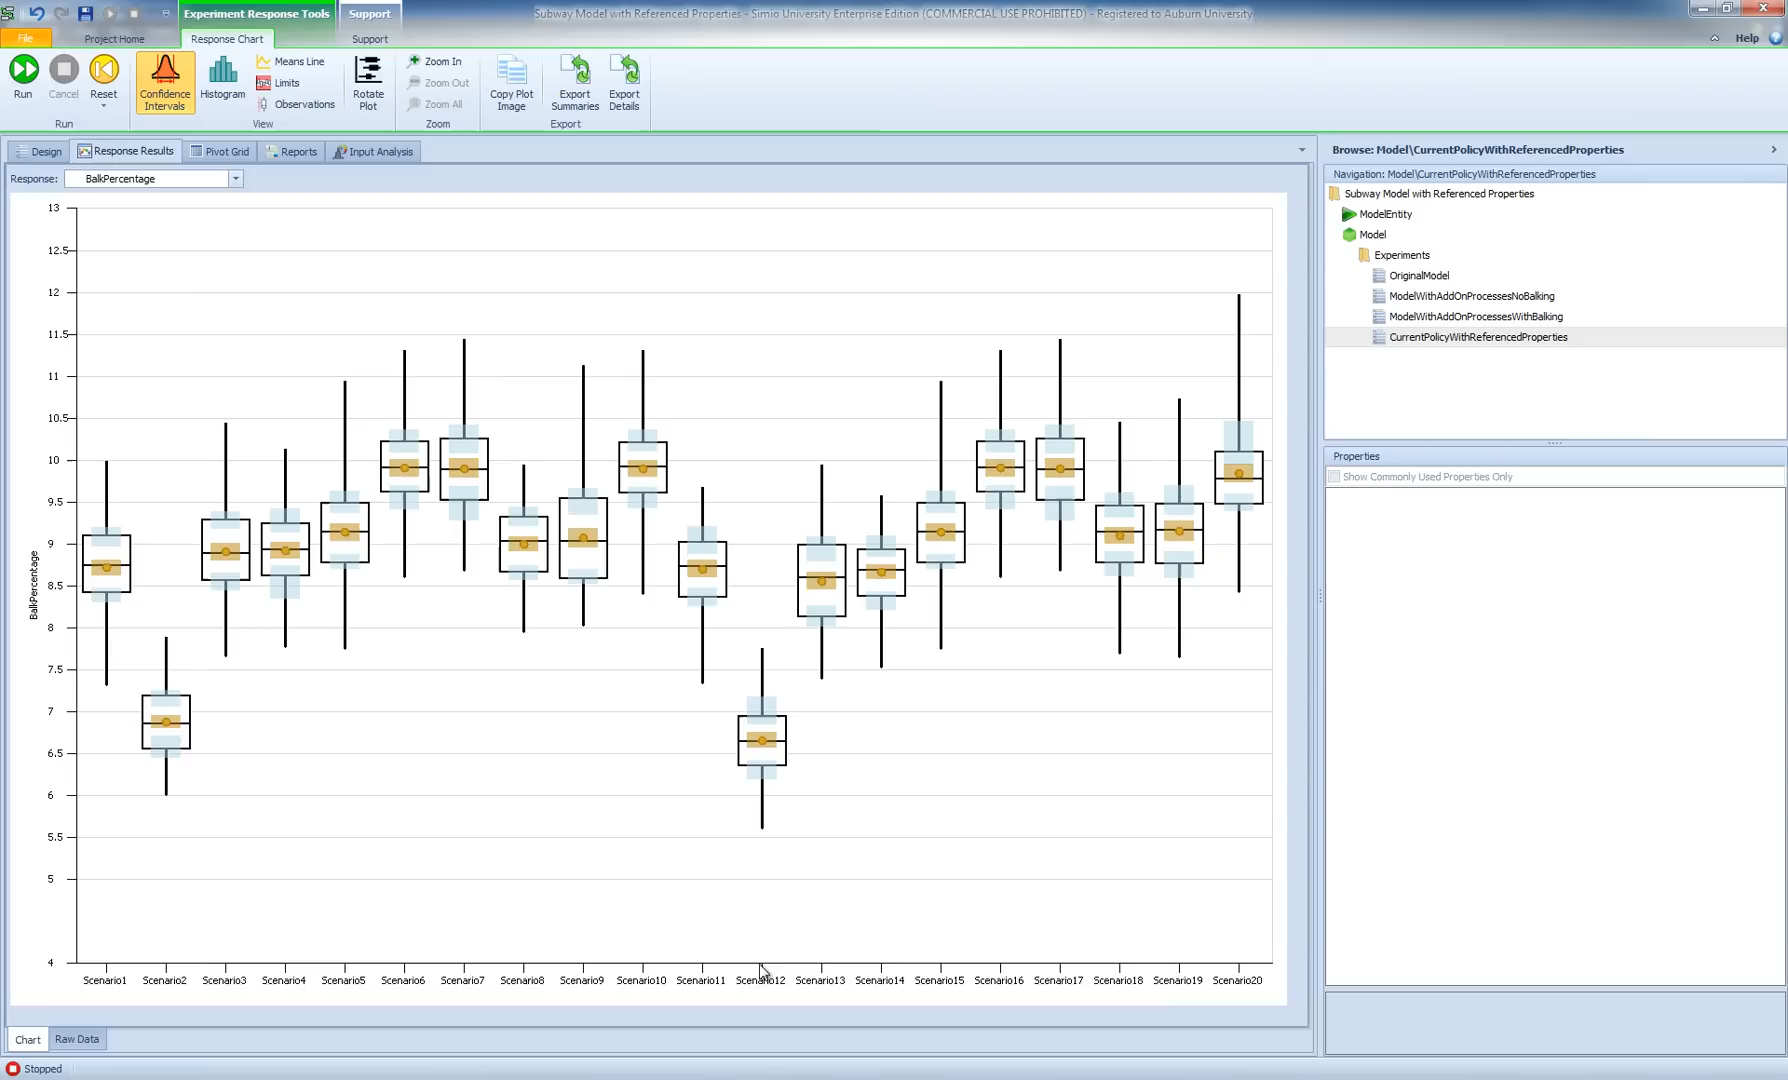 Experiment Response Tools
Support
Subway Model with Referenced Properties - Simio University Enterprise Edition (COMMERCIAL USE PROHIBITED) - Registered to Auburn University
File
Project Home
Response Chart
Support
Help
Run
Cancel
Reset
Confidence Intervals
Histogram
Means Line
Limits
Observations
Rotate Plot
Zoom In
Zoom Out
Zoom All
Copy Plot Image
Export Summaries
Export Details
Run
View
Zoom
Export
Design
Response Results
Pivot Grid
Reports
Input Analysis
Response:
BalkPercentage
13
12.5
12
11.5
11
10.5
10
9.5
9
8.5
8
7.5
7
6.5
6
5.5
5
4
BalkPercentage
Scenario1 Scenario2 Scenario3 Scenario4 Scenario5 Scenario6 Scenario7 Scenario8 Scenario9 Scenario10 Scenario11 Scenario12 Scenario13 Scenario14 Scenario15 Scenario16 Scenario17 Scenario18 Scenario19 Scenario20
Chart
Raw Data
Stopped
Browse: Model\CurrentPolicyWithReferencedProperties
Navigation: Model\CurrentPolicyWithReferencedProperties
Subway Model with Referenced Properties
ModelEntity
Model
Experiments
OriginalModel
ModelWithAddOnProcessesNoBalking
ModelWithAddOnProcessesWithBalking
CurrentPolicyWithReferencedProperties
Properties
Show Commonly Used Properties Only